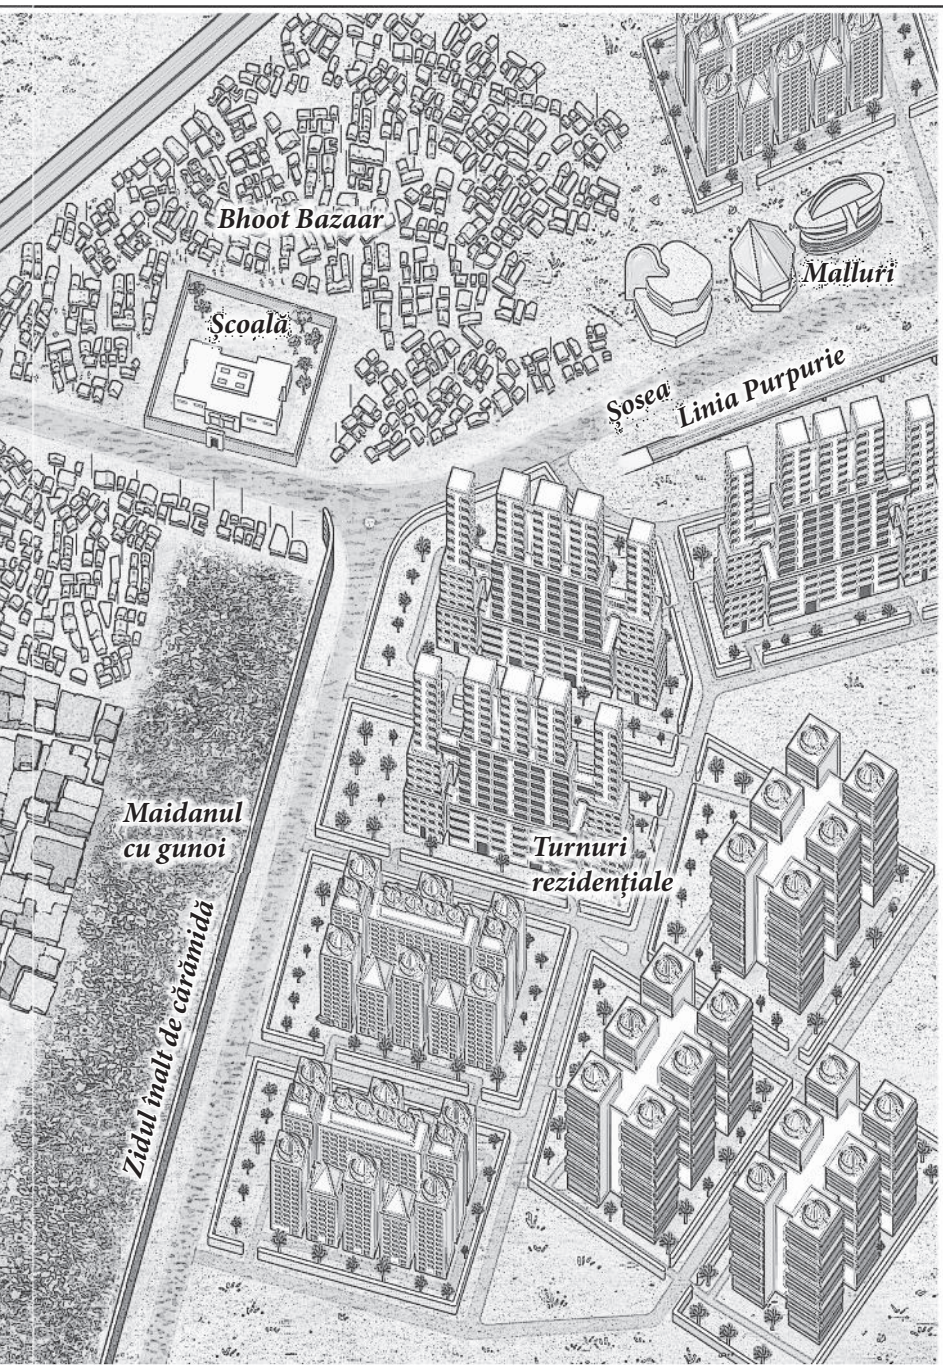 Bhoot Bazaar
Malluri
Școală
Șosea
Linia Purpurie
Maidanul
cu gunoi
Turnuri
rezidențiale
Zidul înalt de cărămidă